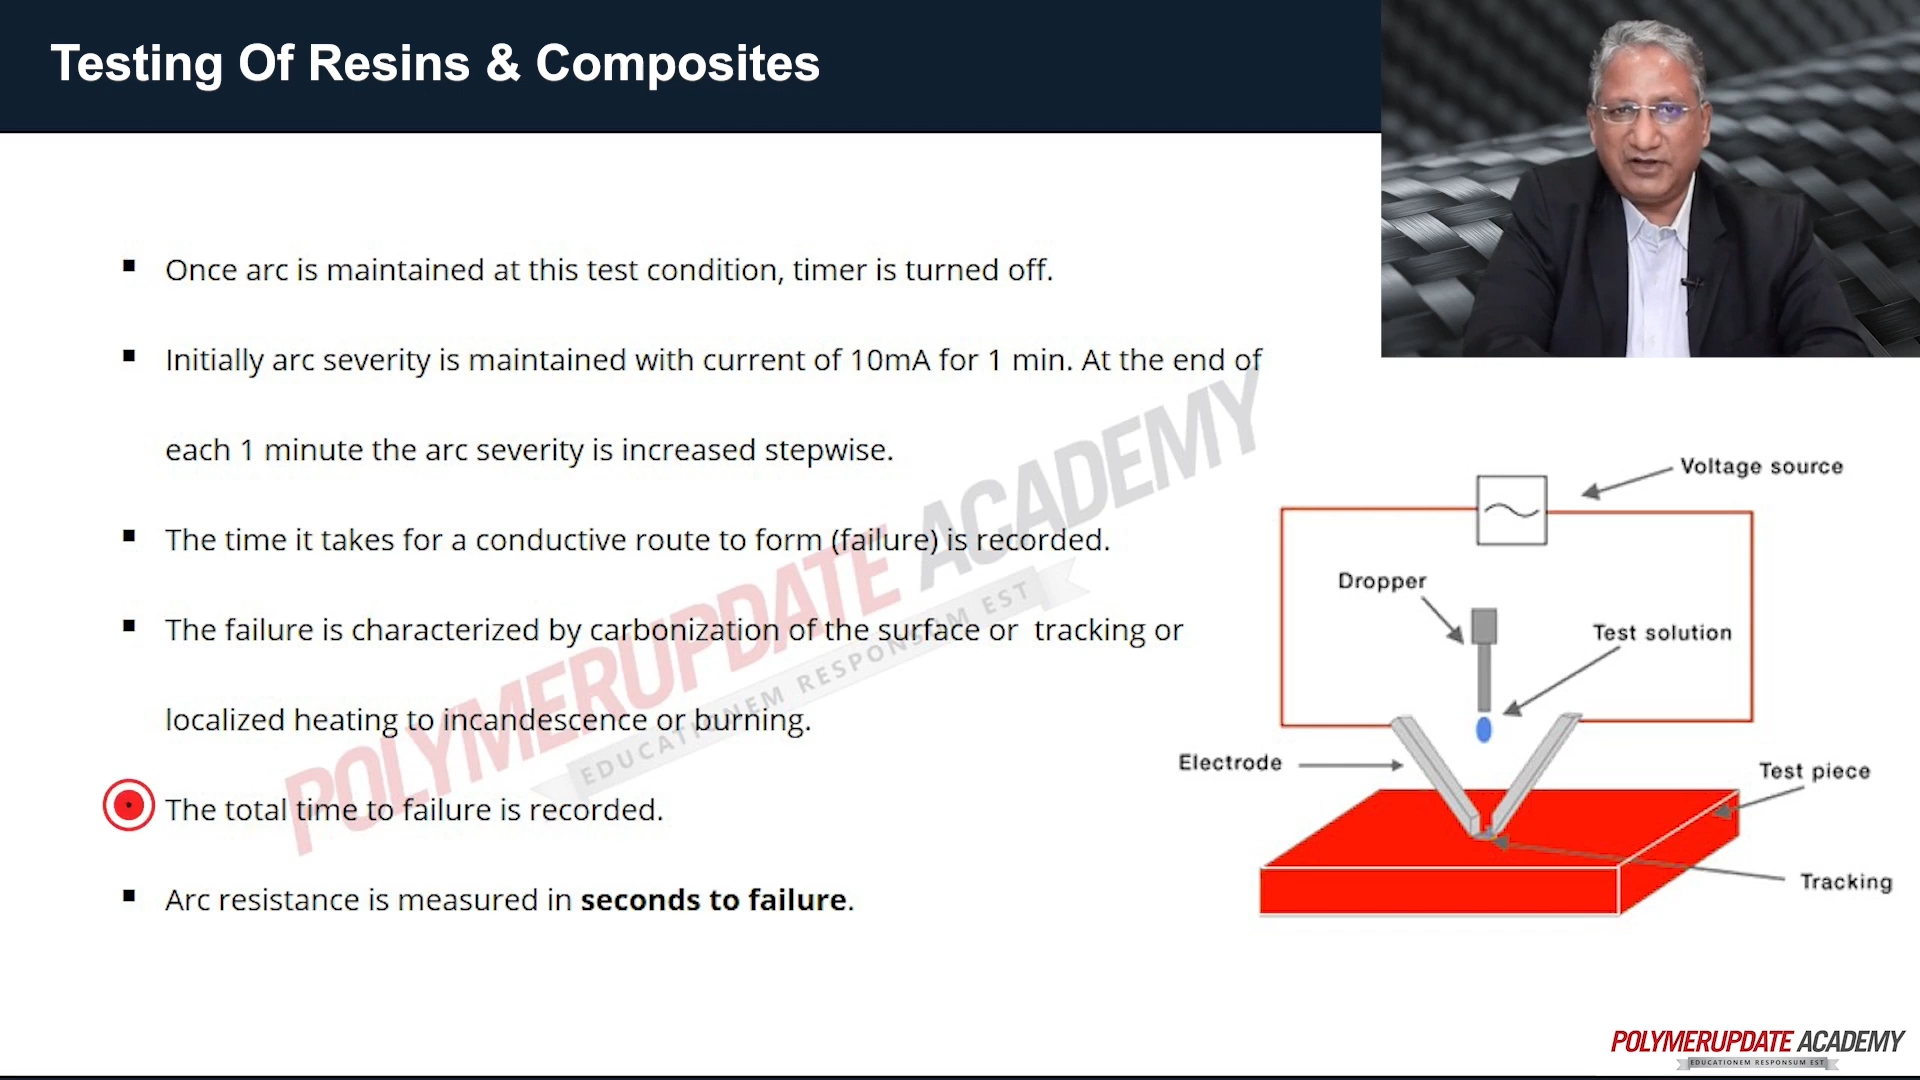 Testing Of Resins & Composites
Once arc is maintained at this test condition, timer is turned off.
Initially arc severity is maintained with current of 10mA for 1 min. At the end of
each 1 minute the arc severity is increased stepwise.
The time it takes for a conductive route to form (failure) is recorded.
The failure is characterized by carbonization of the surface or tracking or
localized heating to incandescence or burning.
The total time to failure is recorded.
Arc resistance is measured in seconds to failure.
Voltage source
Dropper
Test solution
Electrode
Test piece
Tracking
POLYMERUPDATE ACADEMY
EDUCATIONEM RESPONSUM EST
POLYMERUPDATE ACADEMY
EDUCATIONEM RESPONSUM EST